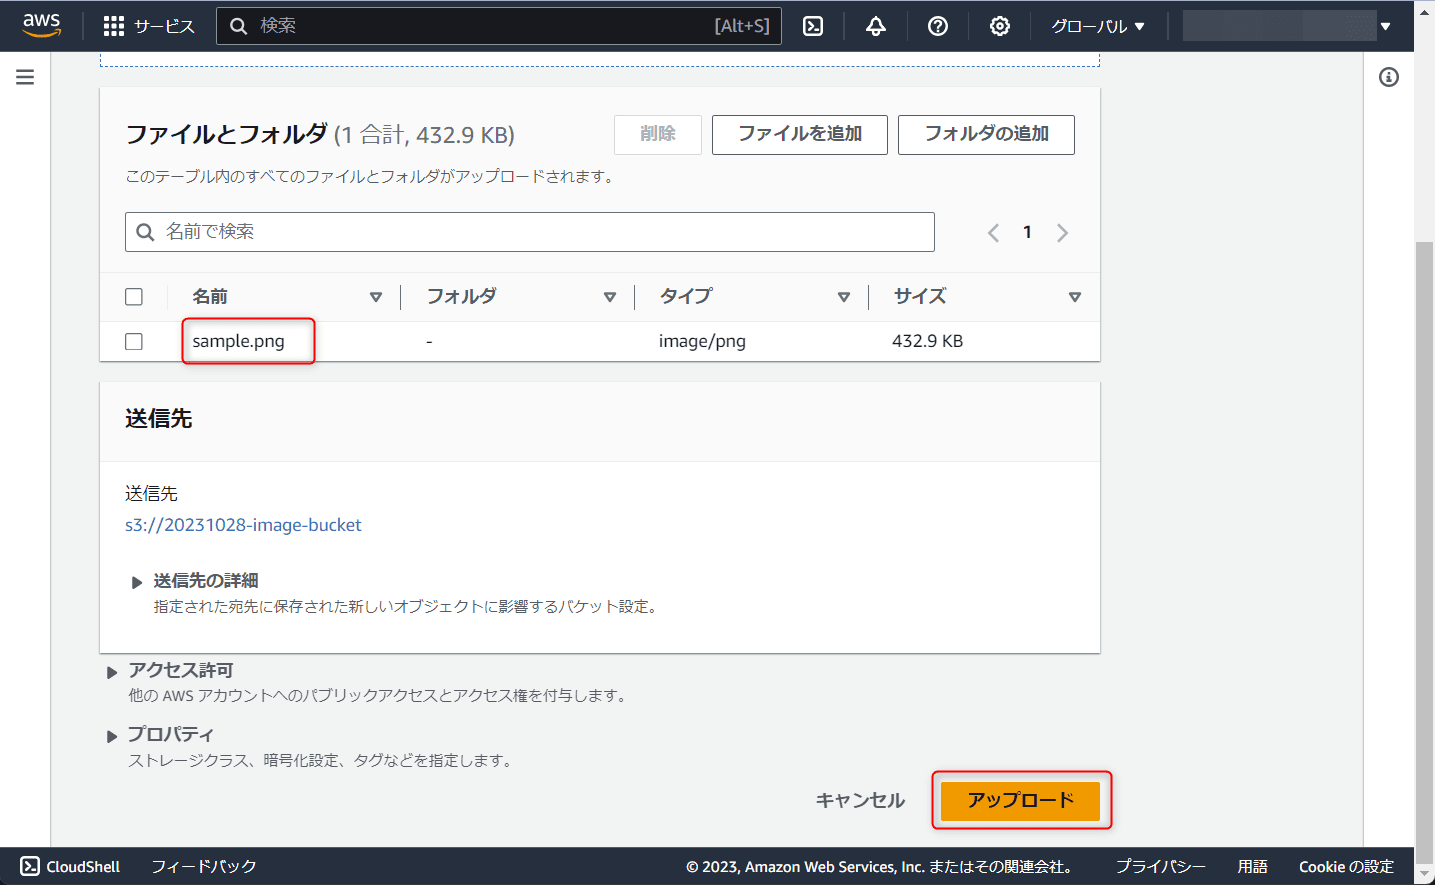 aws サービス 検索 [Alt+S] グローバル
ファイルとフォルダ (1 合計, 432.9 KB) 削除 ファイルを追加 フォルダの追加
このテーブル内のすべてのファイルとフォルダがアップロードされます。
名前で検索 1
名前 フォルダ タイプ サイズ
sample.png - image/png 432.9 KB
送信先
送信先
s3://20231028-image-bucket
送信先の詳細
指定された宛先に保存された新しいオブジェクトに影響するバケット設定。
アクセス許可
他の AWS アカウントへのパブリックアクセスとアクセス権を付与します。
プロパティ
ストレージクラス、暗号化設定、タグなどを指定します。
キャンセル アップロード
CloudShell フィードバック © 2023, Amazon Web Services, Inc. またはその関連会社。 プライバシー 用語 Cookie の設定